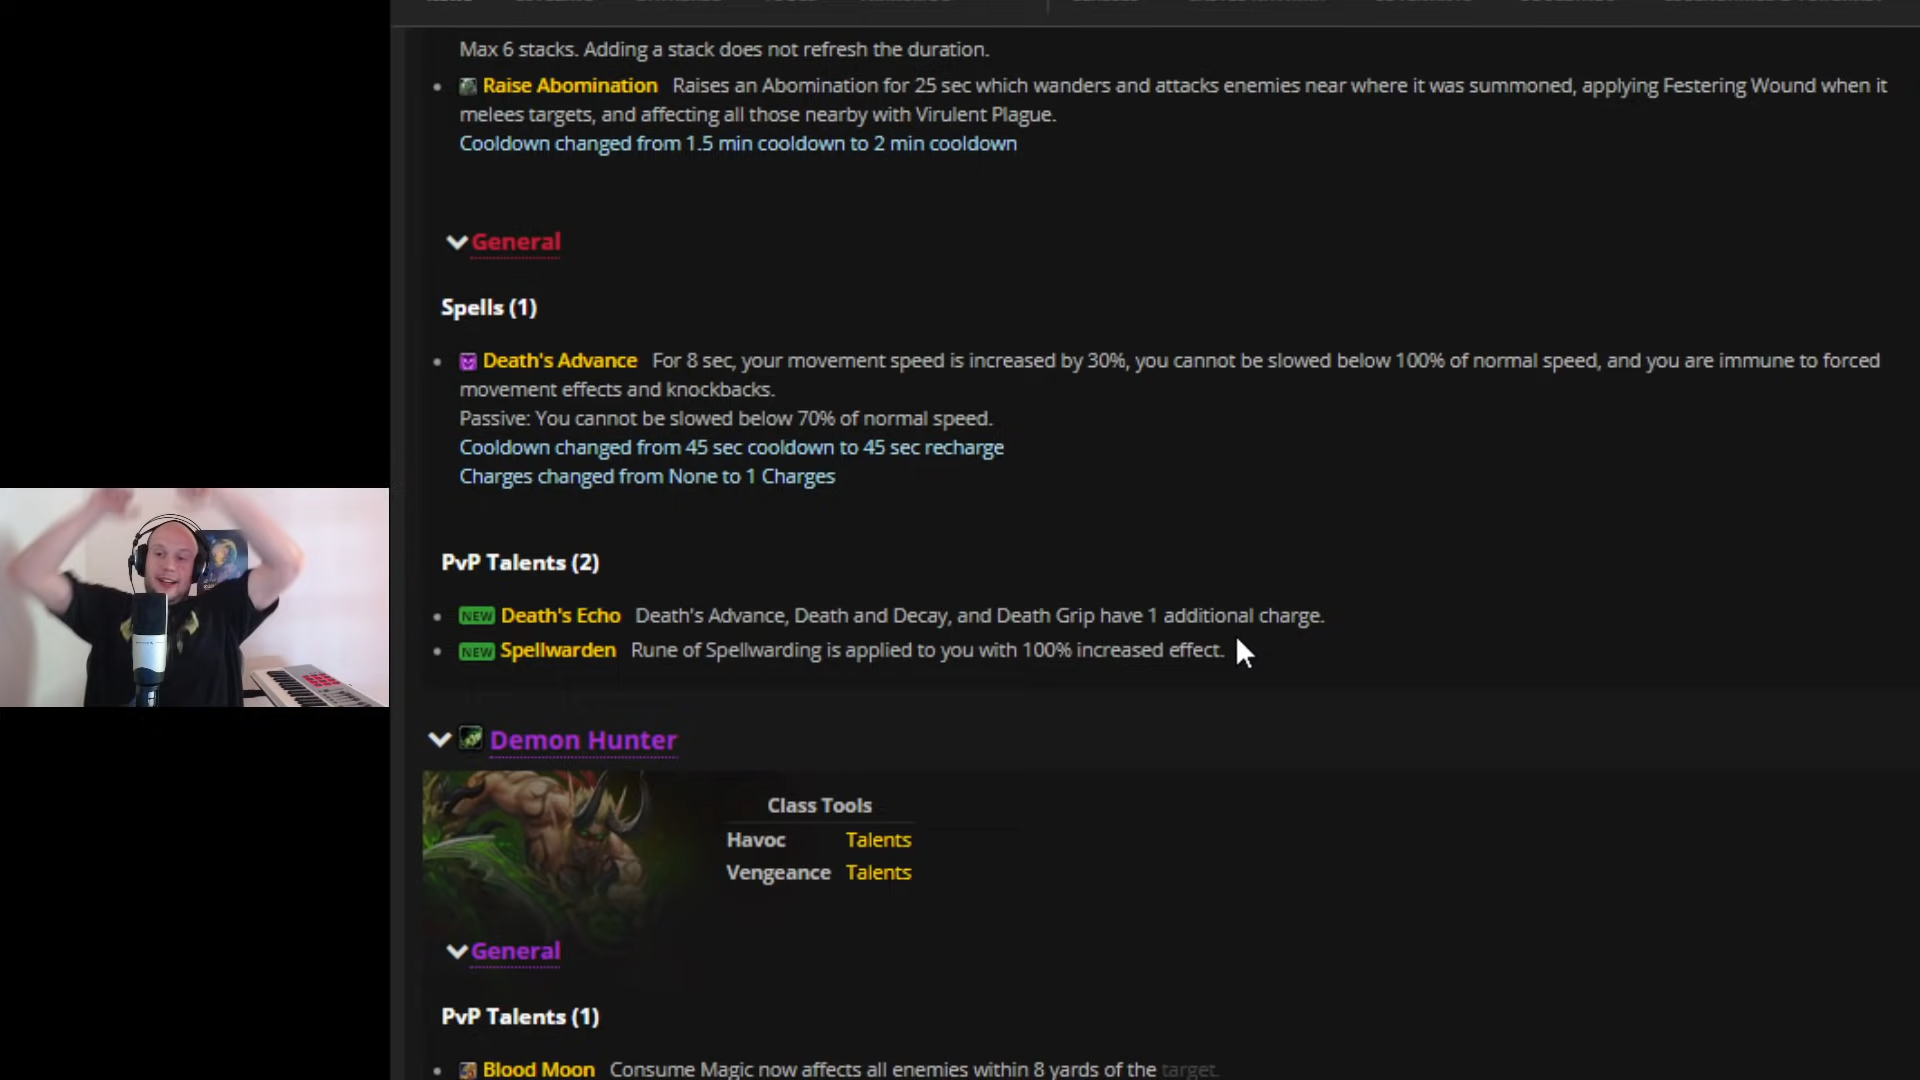 Max 6 stacks. Adding a stack does not refresh the duration.
Raise Abomination Raises an Abomination for 25 sec which wanders and attacks enemies near where it was summoned, applying Festering Wound when it
melees targets, and affecting all those nearby with Virulent Plague.
Cooldown changed from 1.5 min cooldown to 2 min cooldown
General
Spells (1)
Death's Advance For 8 sec, your movement speed is increased by 30%, you cannot be slowed below 100% of normal speed, and you are immune to forced
movement effects and knockbacks.
Passive: You cannot be slowed below 70% of normal speed.
Cooldown changed from 45 sec cooldown to 45 sec recharge
Charges changed from None to 1 Charges
PvP Talents (2)
NEW Death's Echo Death's Advance, Death and Decay, and Death Grip have 1 additional charge.
NEW Spellwarden Rune of Spellwarding is applied to you with 100% increased effect.
Demon Hunter
Class Tools
Havoc Talents
Vengeance Talents
General
PvP Talents (1)
Blood Moon Consume Magic now affects all enemies within 8 yards of the target.